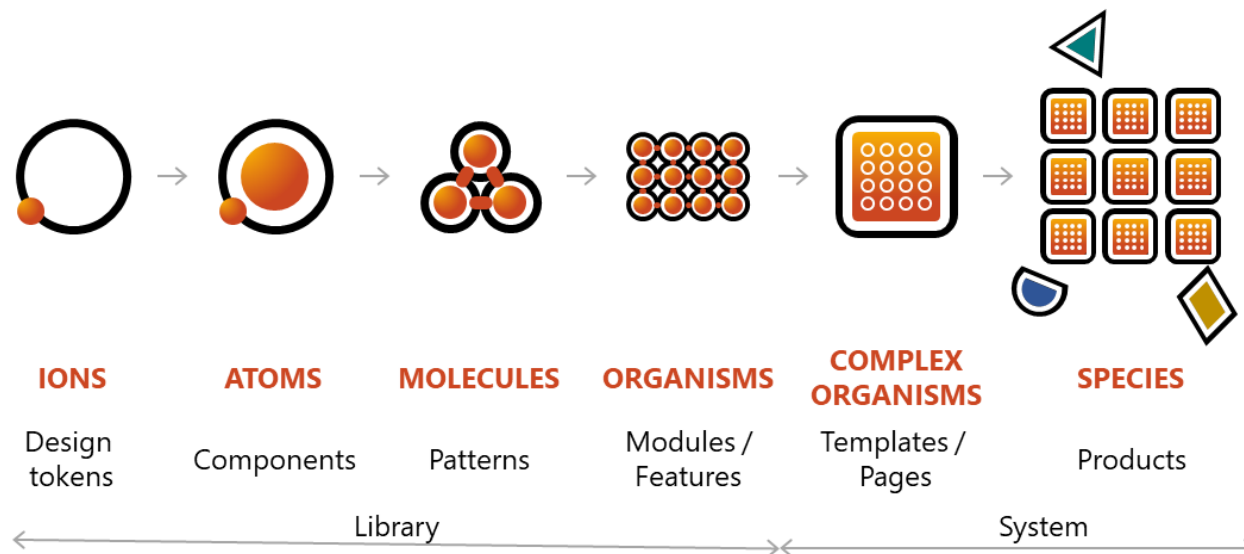 IONS
ATOMS
MOLECULES
ORGANISMS
COMPLEX
ORGANISMS
SPECIES
Design
tokens
Components
Patterns
Modules /
Features
Templates /
Pages
Products
Library
System